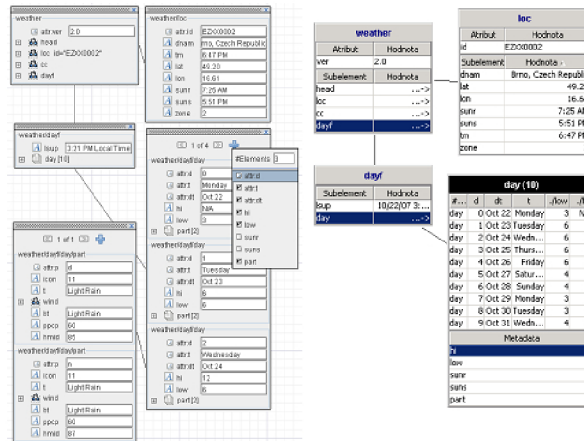 weather
attr.ver 2.0
head
loc id="EZXX0002"
cc
dayf
weather/loc
attr.id EZXX0002
dnam rno, Czech Republic
tm 6:47 PM
lat 49.20
lon 16.61
sunr 7:25 AM
suns 5:51 PM
zone 2
weather/dayf
lsup 3:21 PM Local Time
day [10]
1 of 4
#Elements 3
attr.d
attr.t
attr.dt
hi
low
sunr
suns
part
weather/dayf/day
attr.d 0
attr.t Monday
attr.dt Oct 22
hi N/A
low 3
part[2]
weather/dayf/day
attr.d 1
attr.t Tuesday
attr.dt Oct 23
hi 6
low 6
part[2]
weather/dayf/day
attr.d 2
attr.t Wednesday
attr.dt Oct 24
hi 12
low 6
part[2]
1 of 1
weather/dayf/day/part
attr.p d
icon 11
t Light Rain
wind
bt Light Rain
ppcp 60
hmid 85
weather/dayf/day/part
attr.p n
icon 11
t Light Rain
wind
bt Light Rain
ppcp 60
hmid 87
weather
Atribut Hodnota
ver 2.0
Subelement Hodnota
head ...->
loc ...->
cc ...->
dayf ...->
loc
Atribut Hodnota
id EZXX0002
Subelement Hodnota
dnam Brno, Czech Republ
lat 49.2
lon 16.6
sunr 7:25 A
suns 5:51 P
tm 6:47 P
zone
dayf
Subelement Hodnota
lsup 10/22/07 3:...
day ...->
day (10)
#... d dt t ./low
day 0 Oct 22 Monday 3 N
day 1 Oct 23 Tuesday 6
day 2 Oct 24 Wedn... 6
day 3 Oct 25 Thurs... 6
day 4 Oct 26 Friday 6
day 5 Oct 27 Satur... 4
day 6 Oct 28 Sunday 4
day 7 Oct 29 Monday 3
day 8 Oct 30 Tuesday 3
day 9 Oct 31 Wedn... 4
Metadata
hi
low
sunr
suns
part